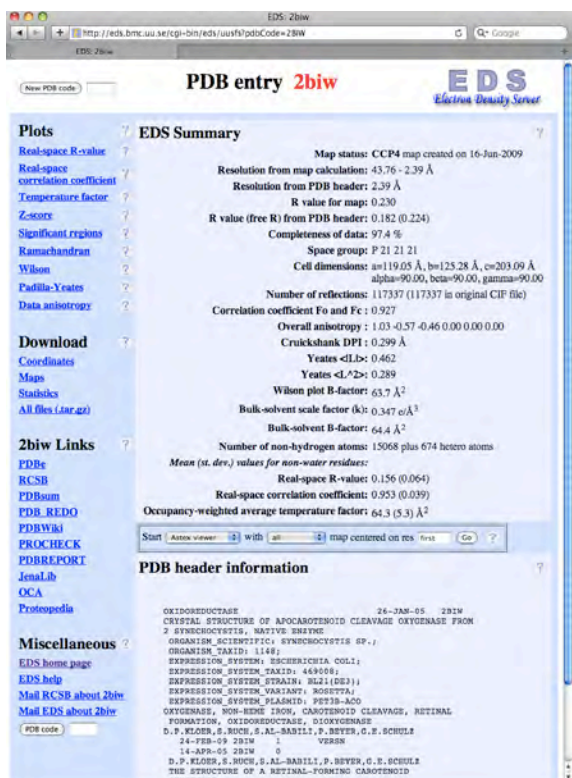 EDS: 2biw
http://eds.bmc.uu.se/cgi-bin/eds/uusfs?pdbCode=2BIW
Google
EDS: 2biw
New PDB code
PDB entry 2biw
EDS
Electron Density Server
Plots ?
Real-space R-value ?
Real-space
correlation coefficient ?
Temperature factor ?
Z-score ?
Significant regions ?
Ramachandran ?
Wilson ?
Padilla-Yeates ?
Data anisotropy ?
Download ?
Coordinates
Maps
Statistics
All files (.tar.gz)
2biw Links ?
PDBe
RCSB
PDBsum
PDB_REDO
PDBWiki
PROCHECK
PDBREPORT
JenaLib
OCA
Proteopedia
Miscellaneous ?
EDS home page
EDS help
Mail RCSB about 2biw
Mail EDS about 2biw
PDB code
EDS Summary ?
Map status: CCP4 map created on 16-Jun-2009
Resolution from map calculation: 43.76 - 2.39 Å
Resolution from PDB header: 2.39 Å
R value for map: 0.230
R value (free R) from PDB header: 0.182 (0.224)
Completeness of data: 97.4 %
Space group: P 21 21 21
Cell dimensions: a=119.05 Å, b=125.28 Å, c=203.09 Å
alpha=90.00, beta=90.00, gamma=90.00
Number of reflections: 117337 (117337 in original CIF file)
Correlation coefficient Fo and Fc : 0.927
Overall anisotropy : 1.03 -0.57 -0.46 0.00 0.00 0.00
Cruickshank DPI : 0.299 Å
Yeates <|L|>: 0.462
Yeates <L^2>: 0.289
Wilson plot B-factor: 63.7 Å2
Bulk-solvent scale factor (k): 0.347 e/Å3
Bulk-solvent B-factor: 64.4 Å2
Number of non-hydrogen atoms: 15068 plus 674 hetero atoms
Mean (st. dev.) values for non-water residues:
Real-space R-value: 0.156 (0.064)
Real-space correlation coefficient: 0.953 (0.039)
Occupancy-weighted average temperature factor: 64.3 (5.3) Å2
Start Astex viewer with all map centered on res first Go ?
PDB header information ?
OXIDOREDUCTASE 26-JAN-05 2BIW
CRYSTAL STRUCTURE OF APOCAROTENOID CLEAVAGE OXYGENASE FROM
2 SYNECHOCYSTIS, NATIVE ENZYME
ORGANISM_SCIENTIFIC: SYNECHOCYSTIS SP.;
ORGANISM_TAXID: 1148;
EXPRESSION_SYSTEM: ESCHERICHIA COLI;
EXPRESSION_SYSTEM_TAXID: 469008;
EXPRESSION_SYSTEM_STRAIN: BL21(DE3);
EXPRESSION_SYSTEM_VARIANT: ROSETTA;
EXPRESSION_SYSTEM_PLASMID: PET3B-ACO
OXYGENASE, NON-HEME IRON, CAROTENOID CLEAVAGE, RETINAL
FORMATION, OXIDOREDUCTASE, DIOXYGENASE
D.P.KLOER,S.RUCH,S.AL-BABILI,P.BEYER,G.E.SCHULZ
24-FEB-09 2BIW 1 VERSN
14-APR-05 2BIW 0
D.P.KLOER,S.RUCH,S.AL-BABILI,P.BEYER,G.E.SCHULZ
THE STRUCTURE OF A RETINAL-FORMING CAROTENOID